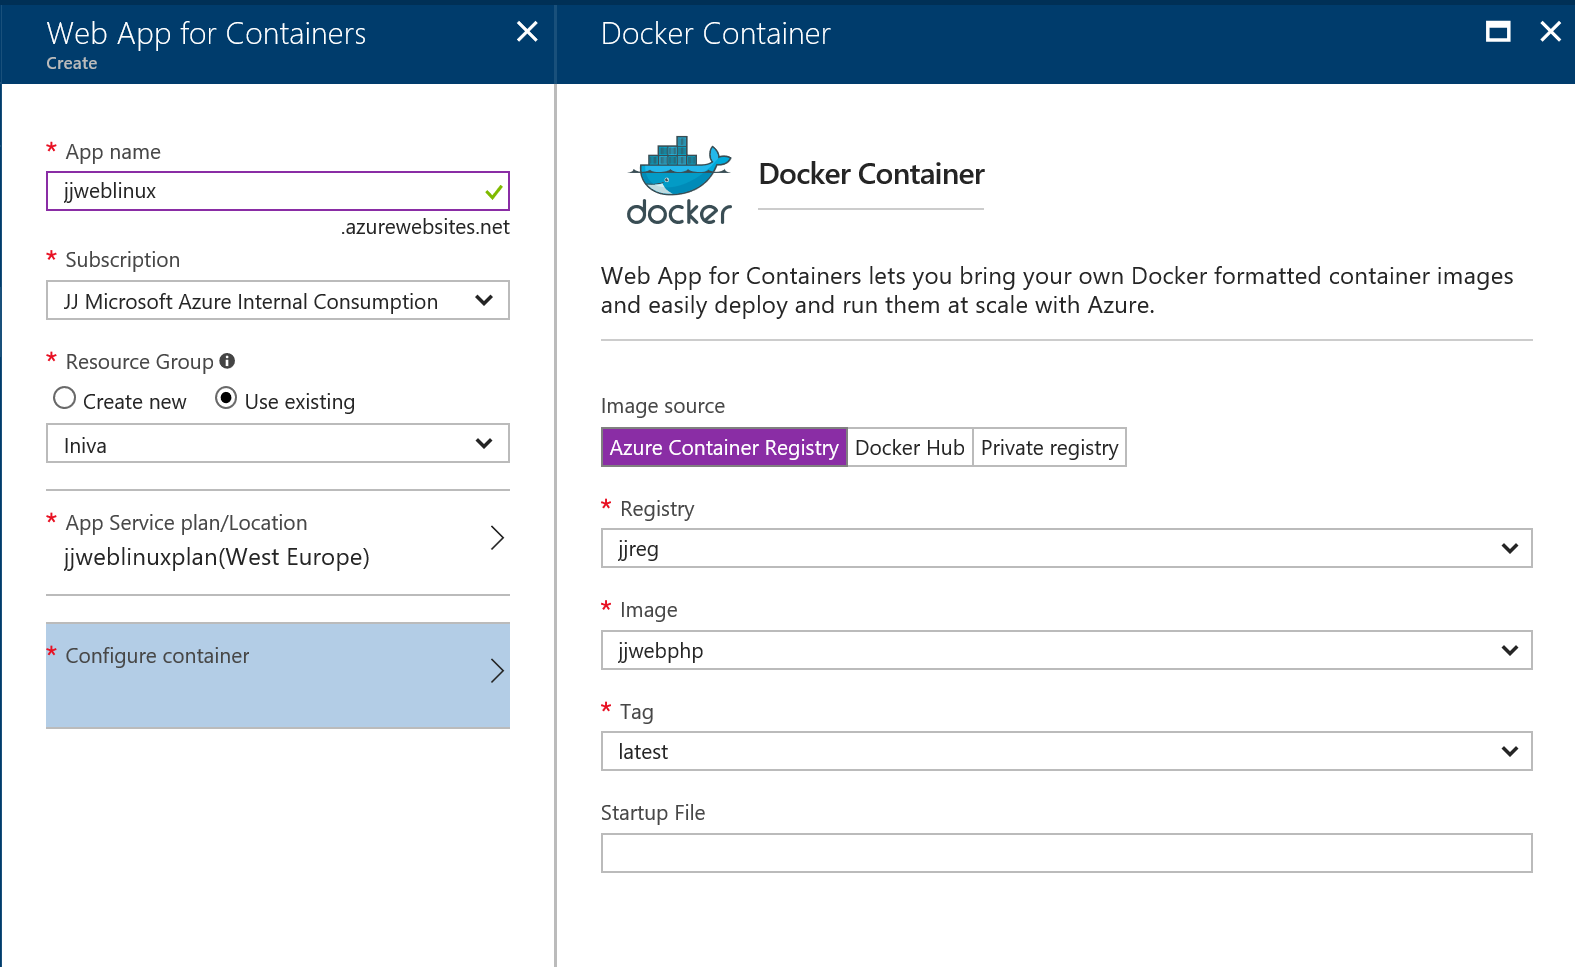 Web App for Containers
Create
* App name
jjweblinux
.azurewebsites.net
* Subscription
JJ Microsoft Azure Internal Consumption
* Resource Group
Create new
Use existing
Iniva
* App Service plan/Location
jjweblinuxplan(West Europe)
* Configure container
Docker Container
docker
Docker Container
Web App for Containers lets you bring your own Docker formatted container images
and easily deploy and run them at scale with Azure.
Image source
Azure Container Registry
Docker Hub
Private registry
* Registry
jjreg
* Image
jjwebphp
* Tag
latest
Startup File